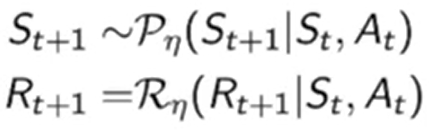 S_{t+1} ~ 𝒫_η(S_{t+1}|S_t, A_t)
R_{t+1} = ℛ_η(R_{t+1}|S_t, A_t)